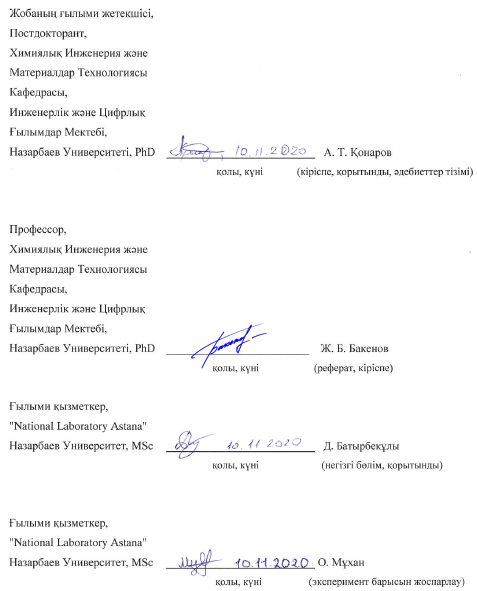 Жобаның ғылыми жетекшісі,
Постдокторант,
Химиялық Инженерия және
Материалдар Технологиясы
Кафедрасы,
Инженерлік және Цифрлық
Ғылымдар Мектебі,
Назарбаев Университеті, PhD 10.11.2020 А. Т. Қонаров
қолы, күні (кіріспе, қорытынды, әдебиеттер тізімі)
Профессор,
Химиялық Инженерия және
Материалдар Технологиясы
Кафедрасы,
Инженерлік және Цифрлық
Ғылымдар Мектебі,
Назарбаев Университеті, PhD Ж. Б. Бакенов
қолы, күні (реферат, кіріспе)
Ғылыми қызметкер,
"National Laboratory Astana"
Назарбаев Университет, MSc 10.11.2020 Д. Батырбекұлы
қолы, күні (негізгі бөлім, қорытынды)
Ғылыми қызметкер,
"National Laboratory Astana"
Назарбаев Университет, MSc 10.11.2020 О. Мұхан
қолы, күні (эксперимент барысын жоспарлау)